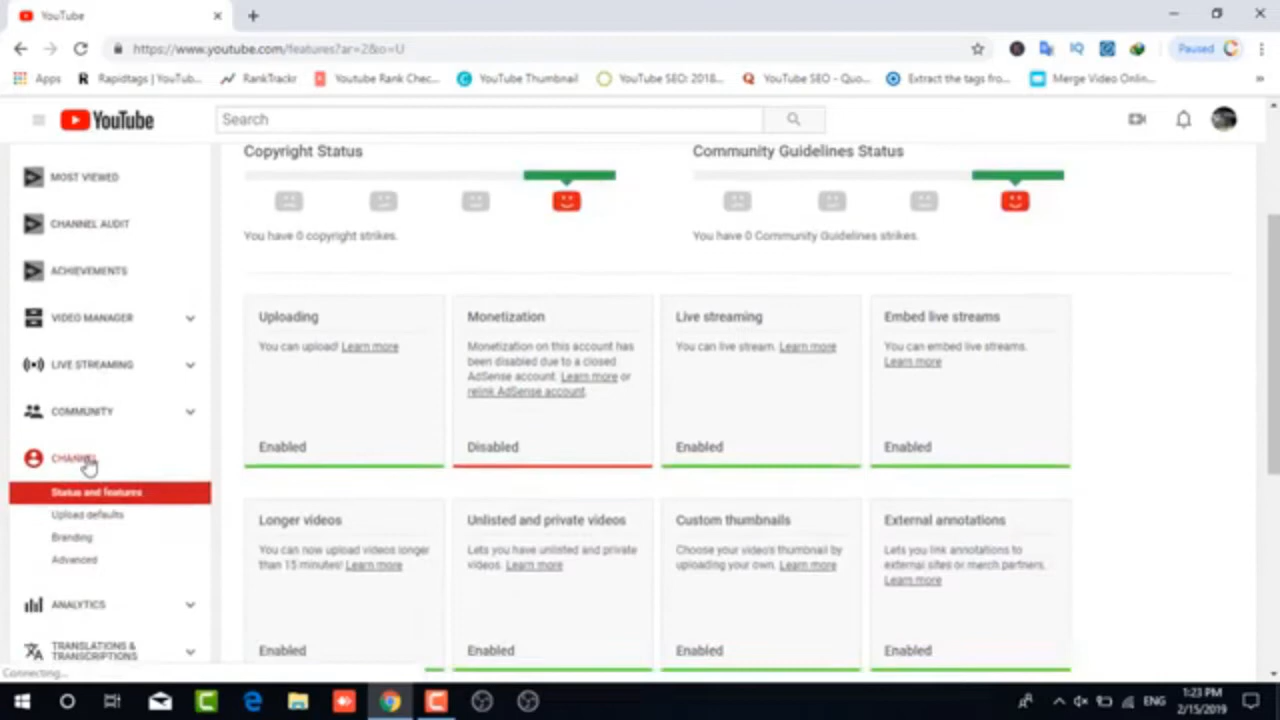 YouTube
https://www.youtube.com/features?ar=2&o=U
Paused
Apps
Rapidtags | YouTub...
RankTrackr
Youtube Rank Chec...
YouTube Thumbnail
YouTube SEO: 2018...
YouTube SEO - Quo...
Extract the tags fro...
Merge Video Onlin...
YouTube
Search
MOST VIEWED
CHANNEL AUDIT
ACHIEVEMENTS
VIDEO MANAGER
LIVE STREAMING
COMMUNITY
CHANNEL
Status and features
Upload defaults
Branding
Advanced
ANALYTICS
TRANSLATIONS &
TRANSCRIPTIONS
Connecting...
Copyright Status
You have 0 copyright strikes.
Community Guidelines Status
You have 0 Community Guidelines strikes.
Uploading
You can upload! Learn more
Enabled
Monetization
Monetization on this account has
been disabled due to a closed
AdSense account. Learn more or
relink AdSense account.
Disabled
Live streaming
You can live stream. Learn more
Enabled
Embed live streams
You can embed live streams.
Learn more
Enabled
Longer videos
You can now upload videos longer
than 15 minutes! Learn more
Enabled
Unlisted and private videos
Lets you have unlisted and private
videos. Learn more
Enabled
Custom thumbnails
Choose your video's thumbnail by
uploading your own. Learn more
Enabled
External annotations
Lets you link annotations to
external sites or merch partners.
Learn more
Enabled
ENG
1:23 PM
2/15/2019